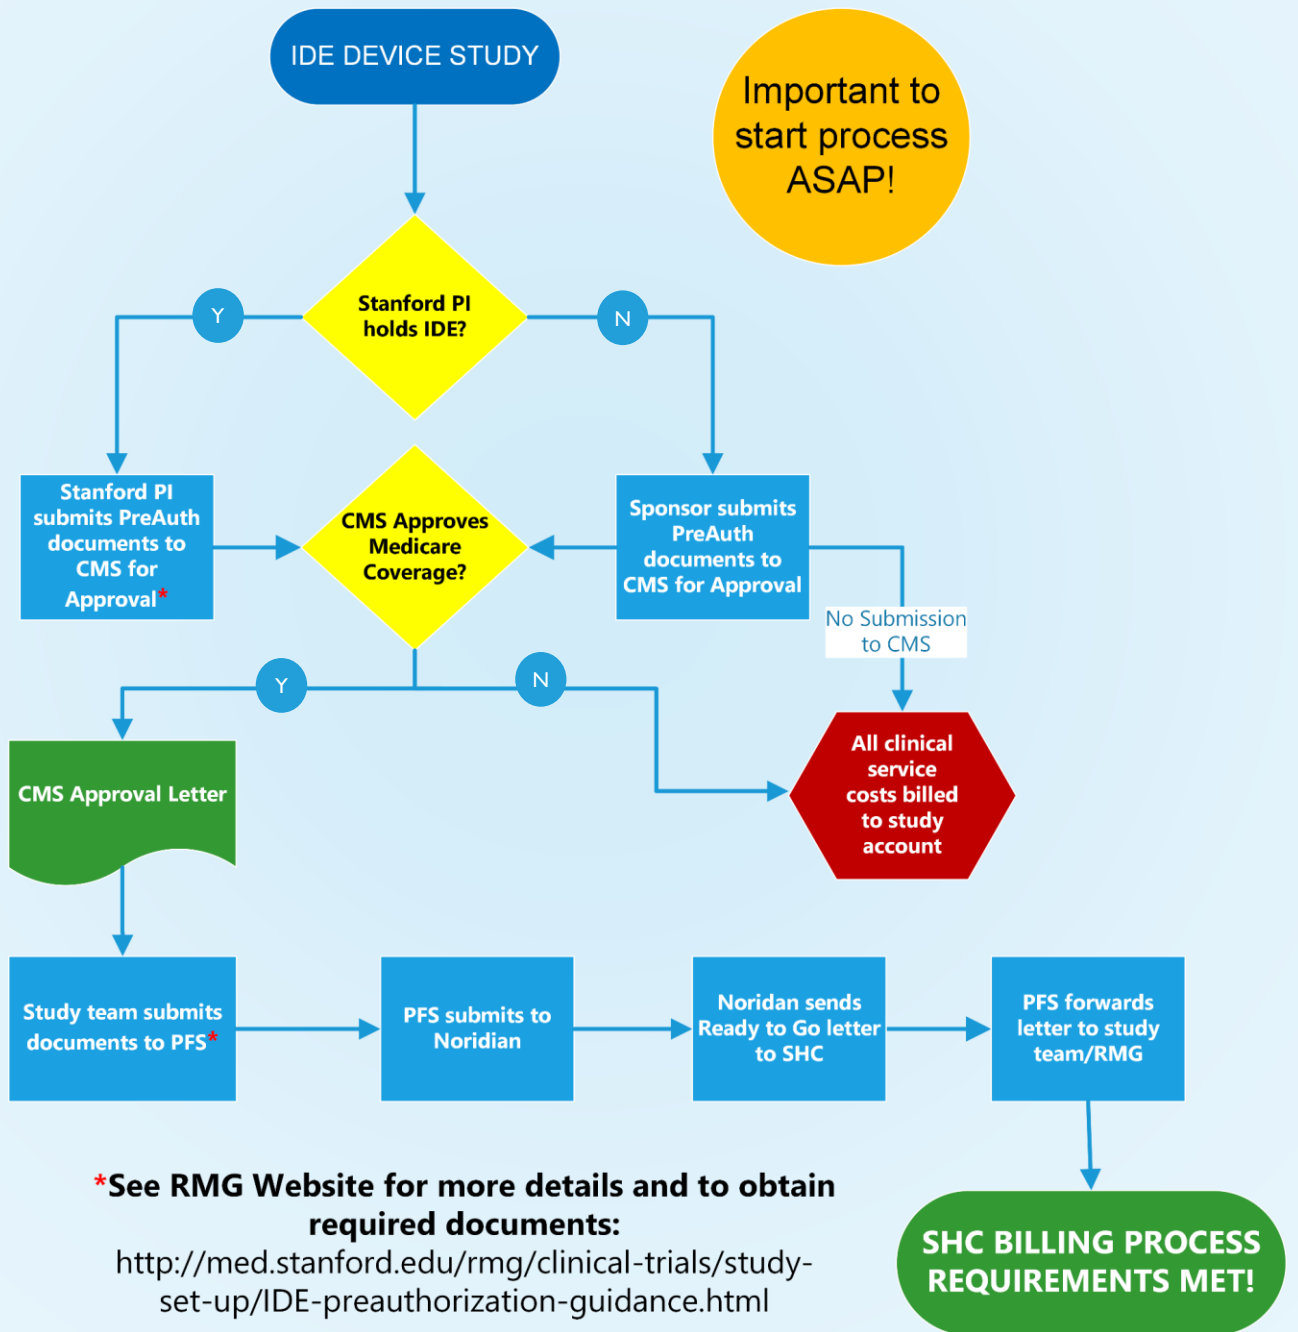 IDE DEVICE STUDY
Important to
start process
ASAP!
Stanford PI
holds IDE?
Y
N
Stanford PI
submits PreAuth
documents to
CMS for
Approval*
CMS Approves
Medicare
Coverage?
Sponsor submits
PreAuth
documents to
CMS for Approval
No Submission
to CMS
Y
N
CMS Approval Letter
All clinical
service
costs billed
to study
account
Study team submits
documents to PFS*
PFS submits to
Noridian
Noridan sends
Ready to Go letter
to SHC
PFS forwards
letter to study
team/RMG
*See RMG Website for more details and to obtain
required documents:
http://med.stanford.edu/rmg/clinical-trials/study-
set-up/IDE-preauthorization-guidance.html
SHC BILLING PROCESS
REQUIREMENTS MET!